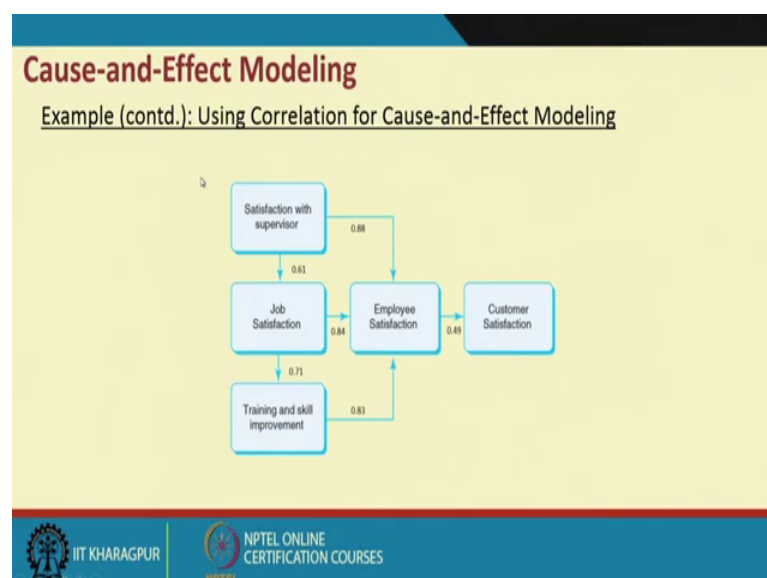 Cause-and-Effect Modeling
Example (contd.): Using Correlation for Cause-and-Effect Modeling
Satisfaction with
supervisor
0.88
0.61
Job
Satisfaction
0.84
Employee
Satisfaction
0.49
Customer
Satisfaction
0.71
Training and skill
improvement
0.83
IIT KHARAGPUR
NPTEL ONLINE
CERTIFICATION COURSES
NPTEL